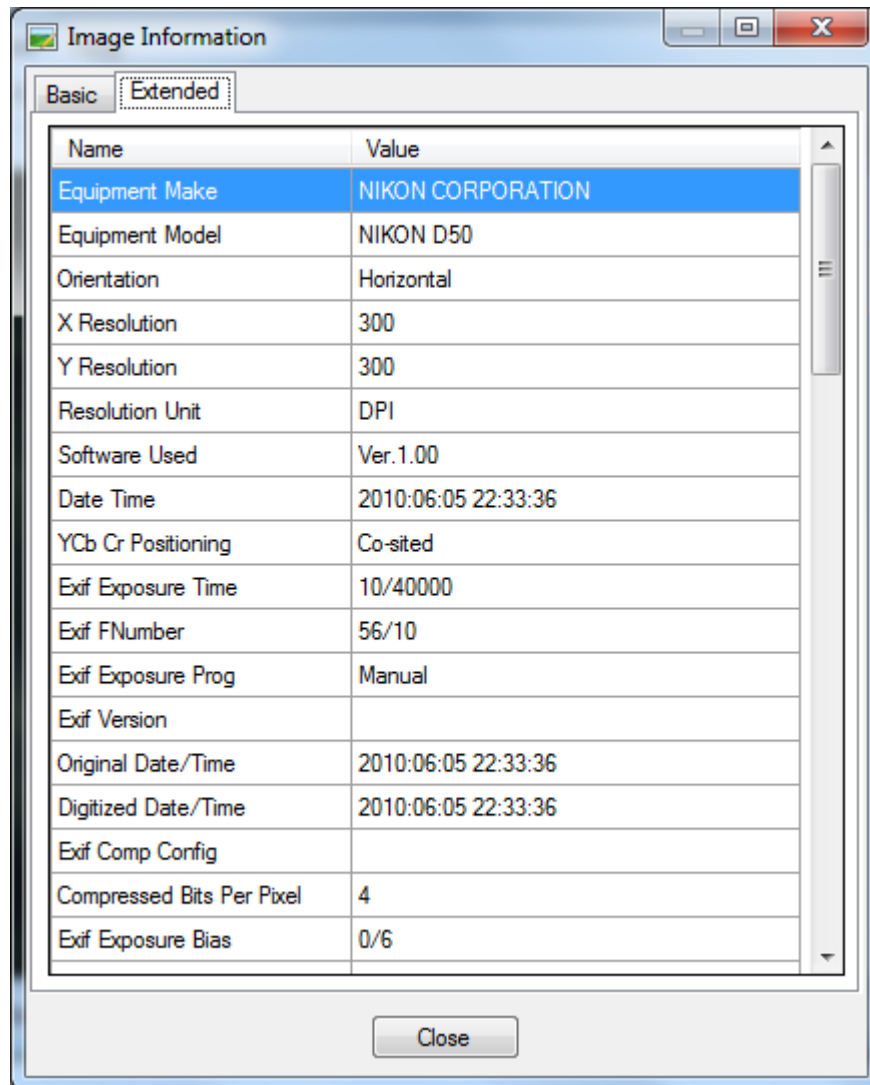 Image Information
Basic Extended
Name Value
Equipment Make NIKON CORPORATION
Equipment Model NIKON D50
Orientation Horizontal
X Resolution 300
Y Resolution 300
Resolution Unit DPI
Software Used Ver.1.00
Date Time 2010:06:05 22:33:36
YCb Cr Positioning Co-sited
Exif Exposure Time 10/40000
Exif FNumber 56/10
Exif Exposure Prog Manual
Exif Version
Original Date/Time 2010:06:05 22:33:36
Digitized Date/Time 2010:06:05 22:33:36
Exif Comp Config
Compressed Bits Per Pixel 4
Exif Exposure Bias 0/6
Close